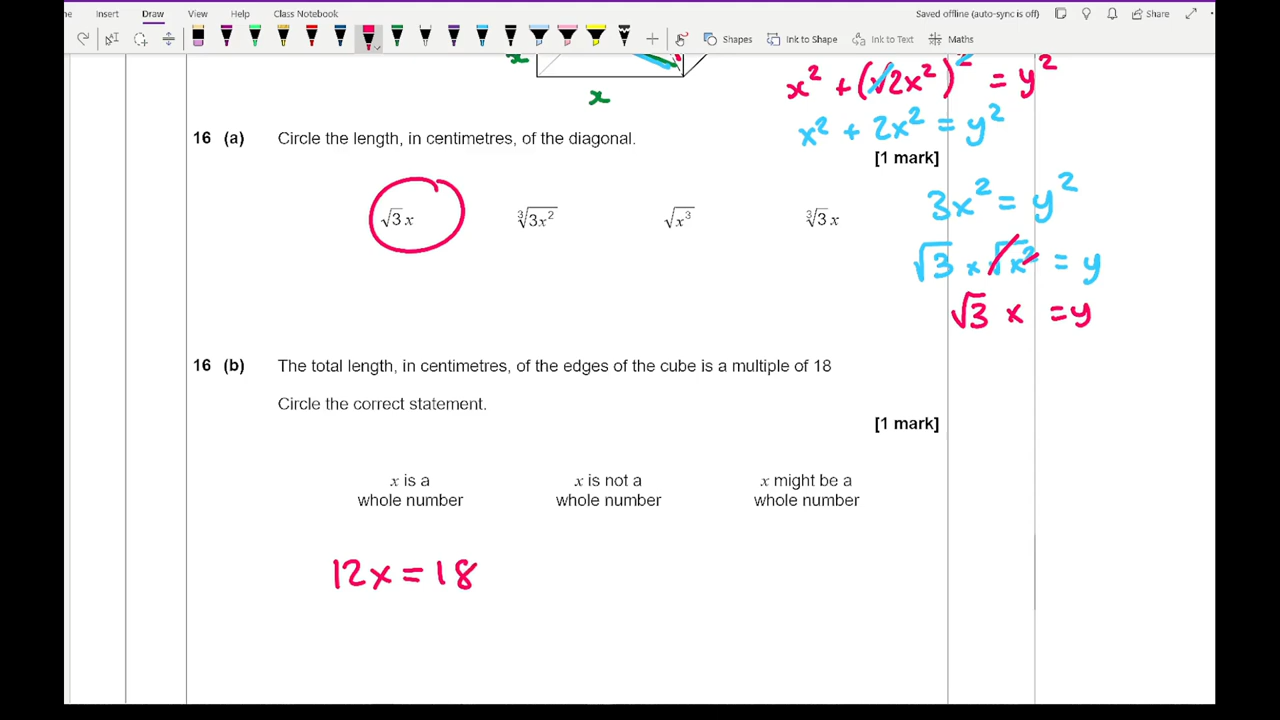 me Insert Draw View Help Class Notebook Saved offline (auto-sync is off) Share
Shapes Ink to Shape Ink to Text Maths
x
x
x² + (√2x²)² = y²
x² + 2x² = y²
16 (a) Circle the length, in centimetres, of the diagonal.
[1 mark]
√3 x ∛3x² √x³ ∛3 x
3x² = y²
√3 × √x² = y
√3 x = y
16 (b) The total length, in centimetres, of the edges of the cube is a multiple of 18
Circle the correct statement.
[1 mark]
x is a whole number
x is not a whole number
x might be a whole number
12x = 18